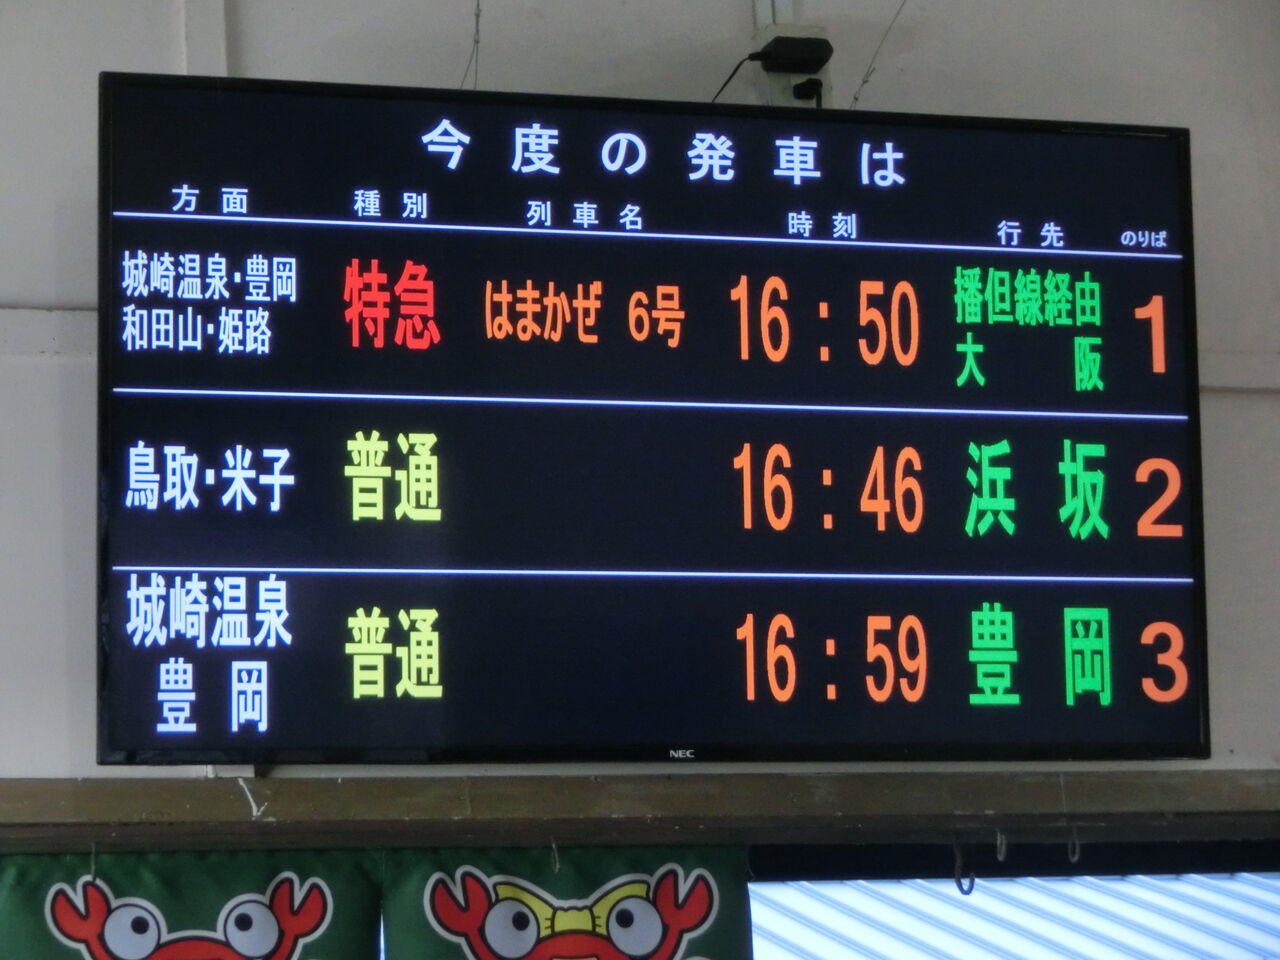 今度の発車は
方面 種別 列車名 時刻 行先 のりば
城崎温泉・豊岡
和田山・姫路
特急 はまかぜ 6号 16:50
播但線経由
大阪
1
鳥取・米子 普通 16:46 浜坂 2
城崎温泉
豊岡
普通 16:59 豊岡 3
NEC